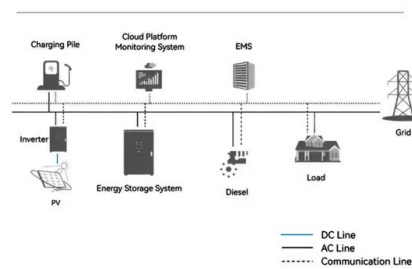 Charging Pile
Cloud Platform
Monitoring System
EMS
Grid
Inverter
PV
Energy Storage System
Diesel
Load
DC Line
AC Line
Communication Line